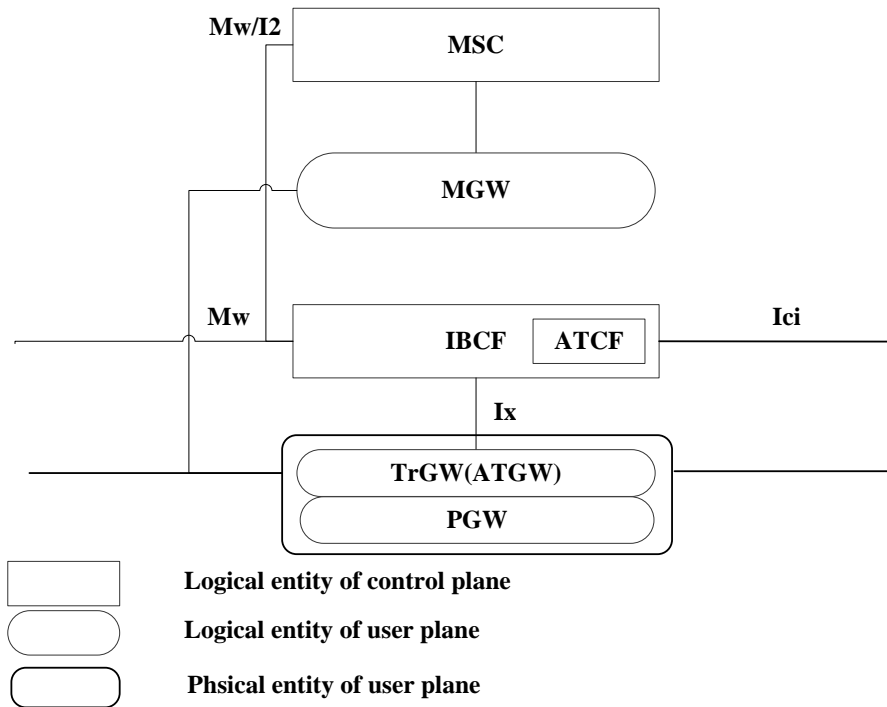 Mw/I2
MSC
MGW
Mw
IBCF
ATCF
Ici
Ix
TrGW(ATGW)
PGW
Logical entity of control plane
Logical entity of user plane
Phsical entity of user plane